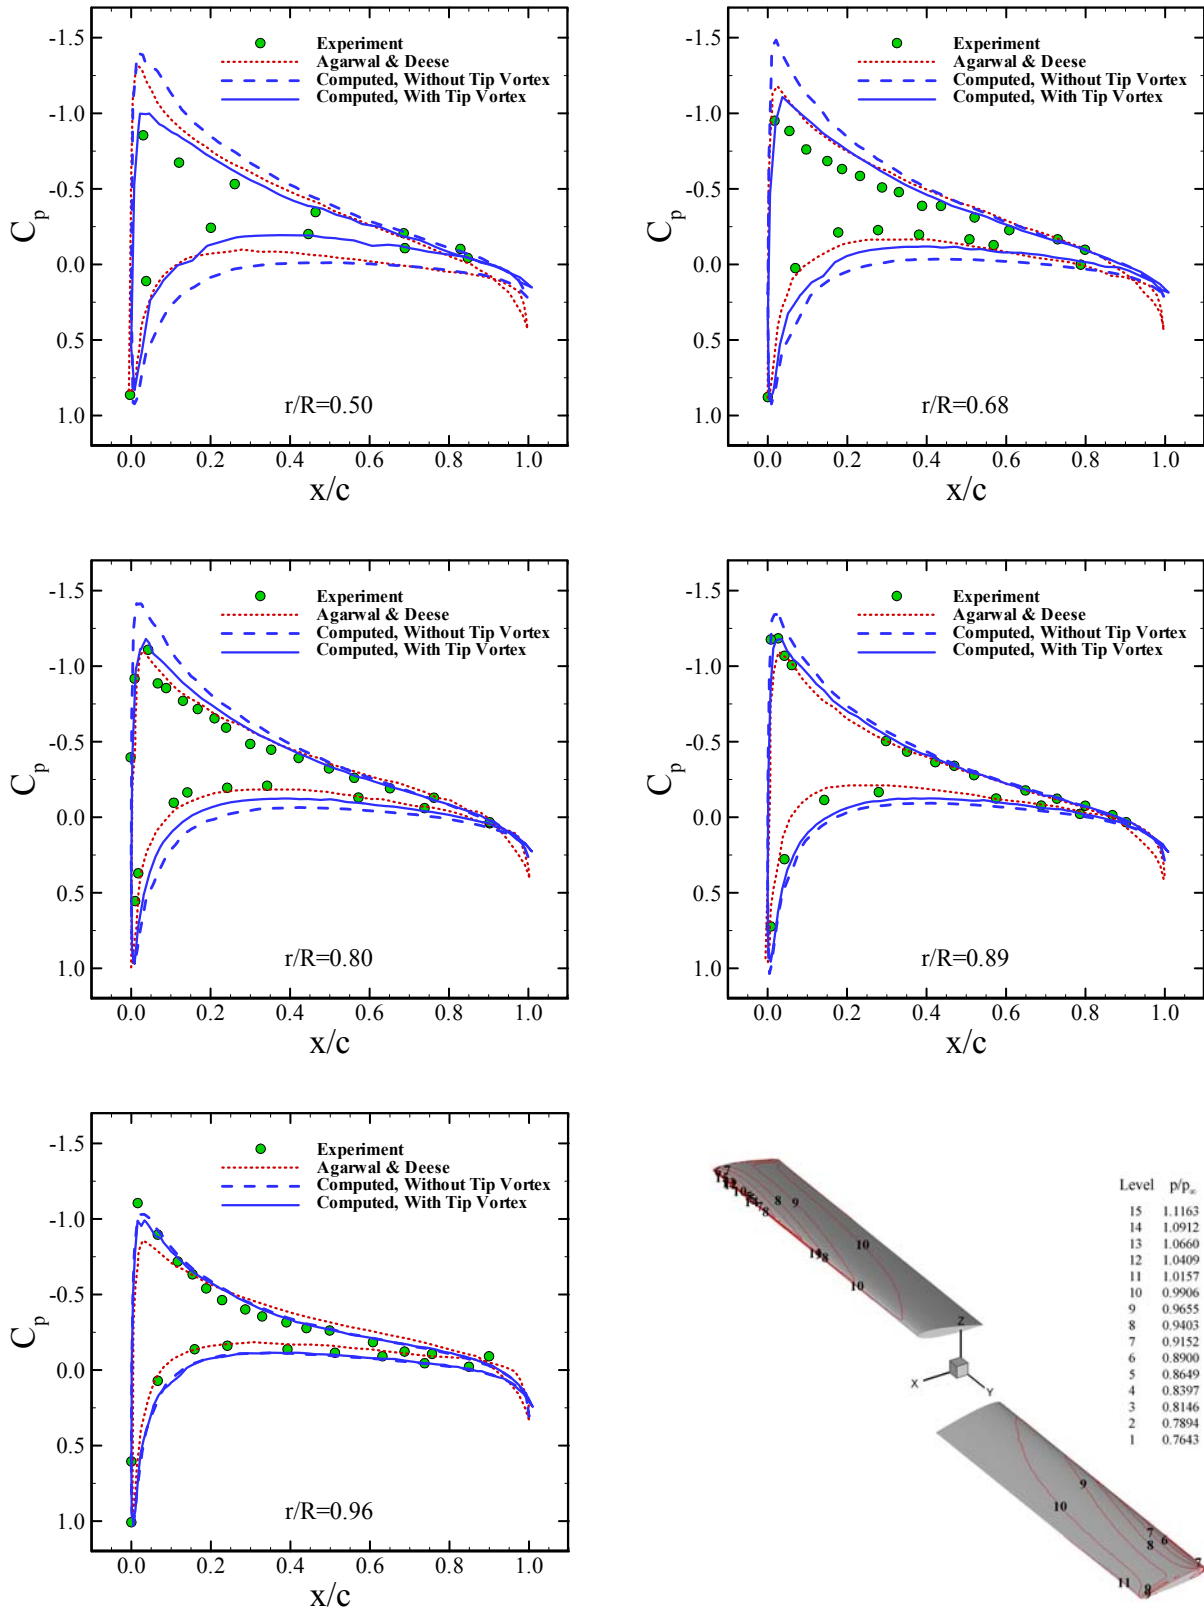 -1.5
-1.0
-0.5
0.0
0.5
1.0
Cp
Experiment
Agarwal & Deese
Computed, Without Tip Vortex
Computed, With Tip Vortex
r/R=0.50
0.0 0.2 0.4 0.6 0.8 1.0
x/c
-1.5
-1.0
-0.5
0.0
0.5
1.0
Cp
Experiment
Agarwal & Deese
Computed, Without Tip Vortex
Computed, With Tip Vortex
r/R=0.68
0.0 0.2 0.4 0.6 0.8 1.0
x/c
-1.5
-1.0
-0.5
0.0
0.5
1.0
Cp
Experiment
Agarwal & Deese
Computed, Without Tip Vortex
Computed, With Tip Vortex
r/R=0.80
0.0 0.2 0.4 0.6 0.8 1.0
x/c
-1.5
-1.0
-0.5
0.0
0.5
1.0
Cp
Experiment
Agarwal & Deese
Computed, Without Tip Vortex
Computed, With Tip Vortex
r/R=0.89
0.0 0.2 0.4 0.6 0.8 1.0
x/c
-1.5
-1.0
-0.5
0.0
0.5
1.0
Cp
Experiment
Agarwal & Deese
Computed, Without Tip Vortex
Computed, With Tip Vortex
r/R=0.96
0.0 0.2 0.4 0.6 0.8 1.0
x/c
Level p/p∞
15 1.1163
14 1.0912
13 1.0660
12 1.0409
11 1.0157
10 0.9906
9 0.9655
8 0.9403
7 0.9152
6 0.8900
5 0.8649
4 0.8397
3 0.8146
2 0.7894
1 0.7643
7
8
9
10
8
10
Z
X
Y
9
10
7
6
8
7
11
8